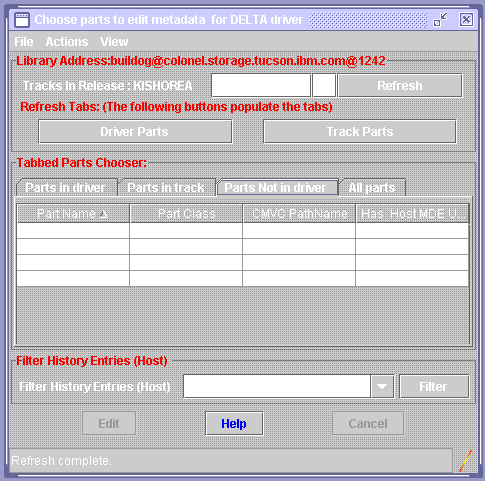 Choose parts to edit metadata for DELTA driver
File Actions View
Library Address:buildog@colonel.storage.tucson.ibm.com@1242
Tracks In Release : KISHOREA Refresh
Refresh Tabs: (The following buttons populate the tabs)
Driver Parts Track Parts
Tabbed Parts Chooser:
Parts in driver Parts in track Parts Not in driver All parts
Part Name Part Class CMVC PathName Has Host MDE U...
Filter History Entries (Host)
Filter History Entries (Host) Filter
Edit Help Cancel
Refresh complete.